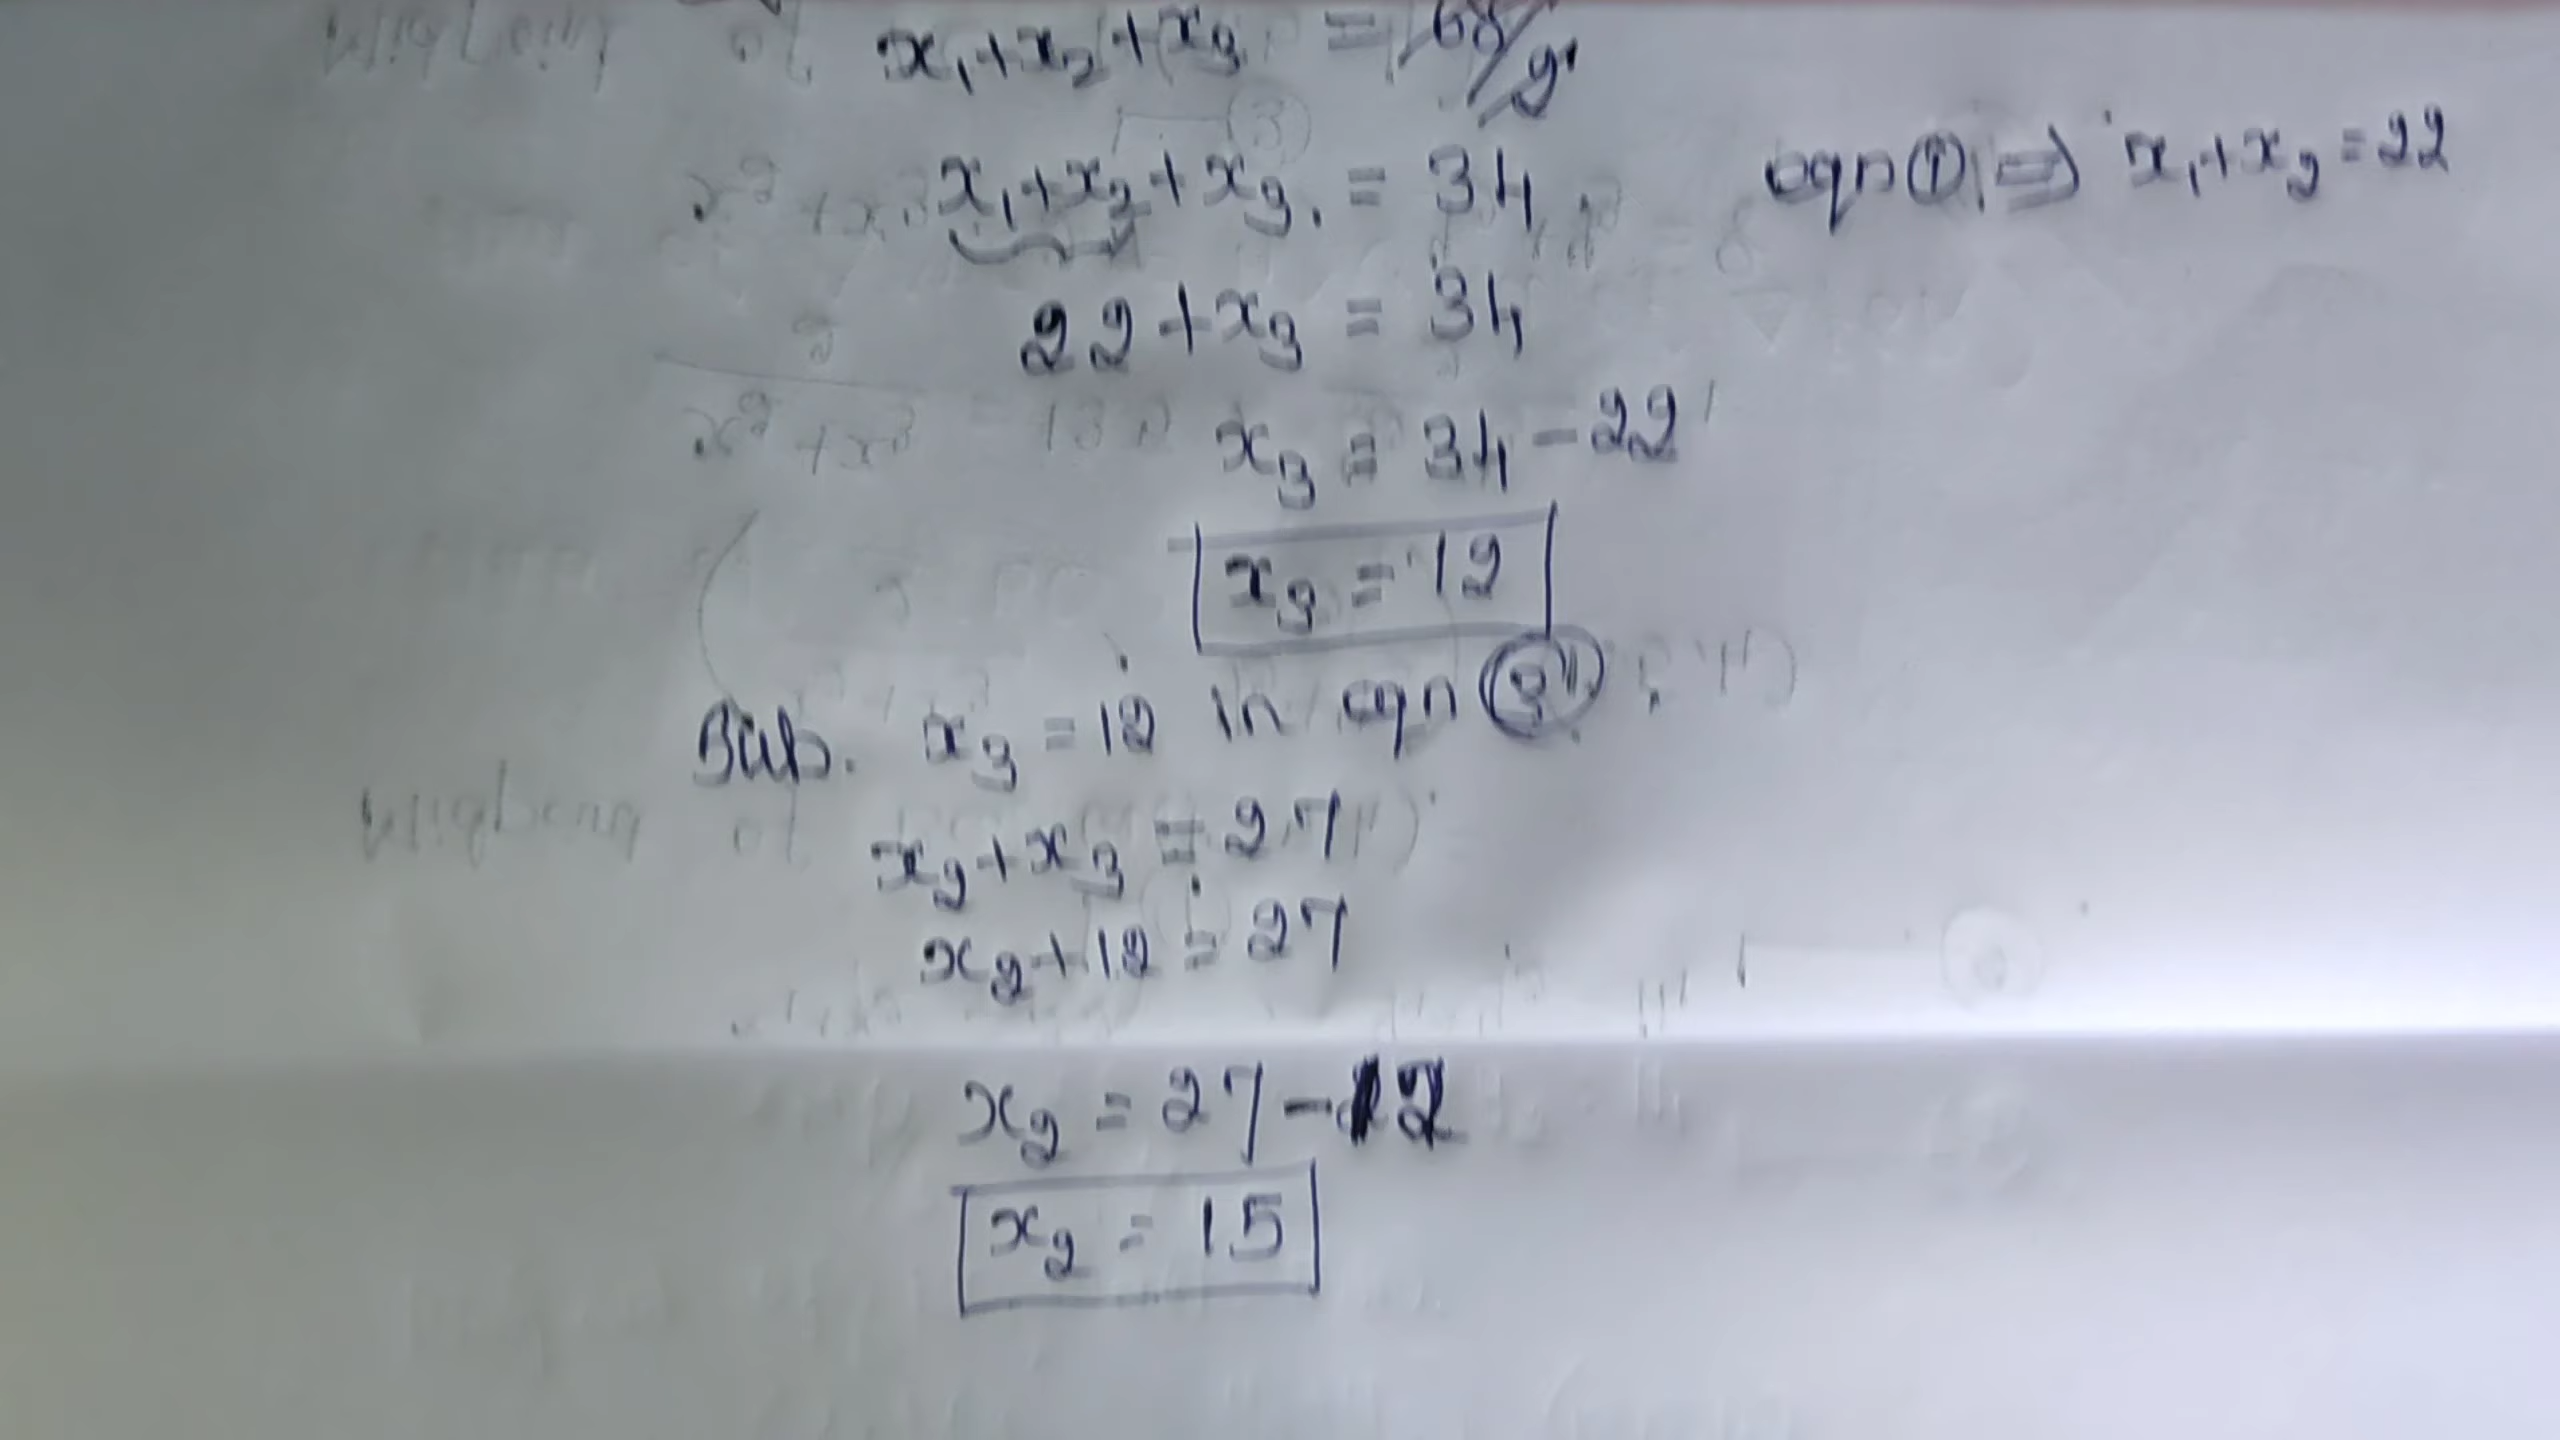 x₁+x₂+x₃ = 68/2
x₁+x₂+x₃ = 34
eqn ① ⇒ x₁+x₂ = 22
22+x₃ = 34
x₃ = 34-22
x₃ = 12
Sub. x₃ = 12 in eqn ②
x₂+x₃ = 27
x₂+12 = 27
x₂ = 27-12
x₂ = 15